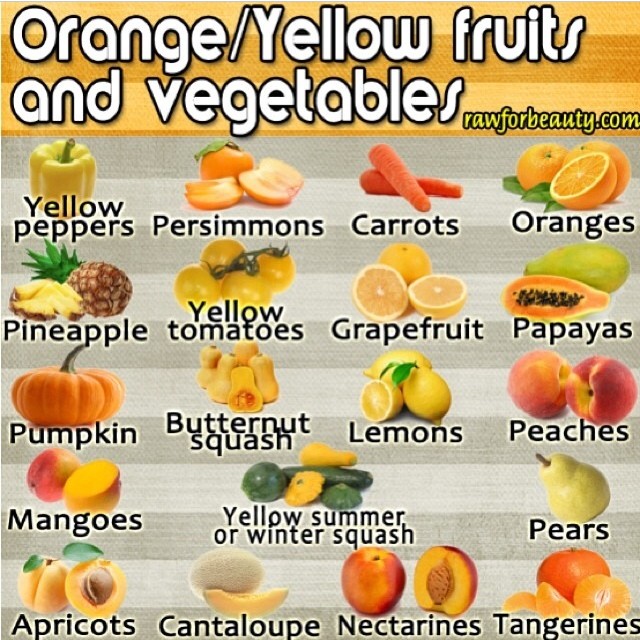 Orange/Yellow fruits
and vegetables
rawforbeauty.com
Yellow
peppers
Persimmons
Carrots
Oranges
Pineapple
Yellow
tomatoes
Grapefruit
Papayas
Pumpkin
Butternut
squash
Lemons
Peaches
Mangoes
Yellow summer
or winter squash
Pears
Apricots
Cantaloupe
Nectarines
Tangerines